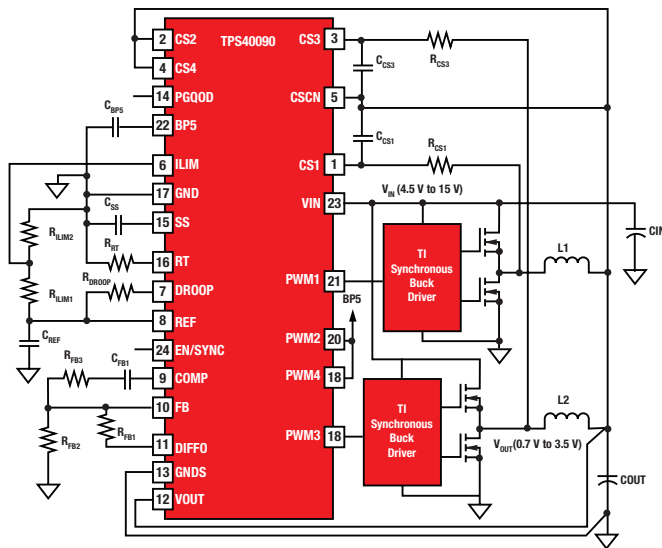 TPS40090
2 CS2
4 CS4
14 PGQOD
22 BP5
6 ILIM
17 GND
15 SS
16 RT
7 DROOP
8 REF
24 EN/SYNC
9 COMP
10 FB
11 DIFFO
13 GNDS
12 VOUT
CS3 3
CSCN 5
CS1 1
VIN 23
PWM1 21
PWM2 20
PWM4 18
PWM3 18
CBP5
CSS
RRT
RDROOP
RILIM2
RILIM1
CREF
RFB3
CFB1
RFB2
RFB1
CCS3
RCS3
CCS1
RCS1
VIN (4.5 V to 15 V)
TI
Synchronous
Buck
Driver
BP5
TI
Synchronous
Buck
Driver
L1
CIN
L2
VOUT(0.7 V to 3.5 V)
COUT